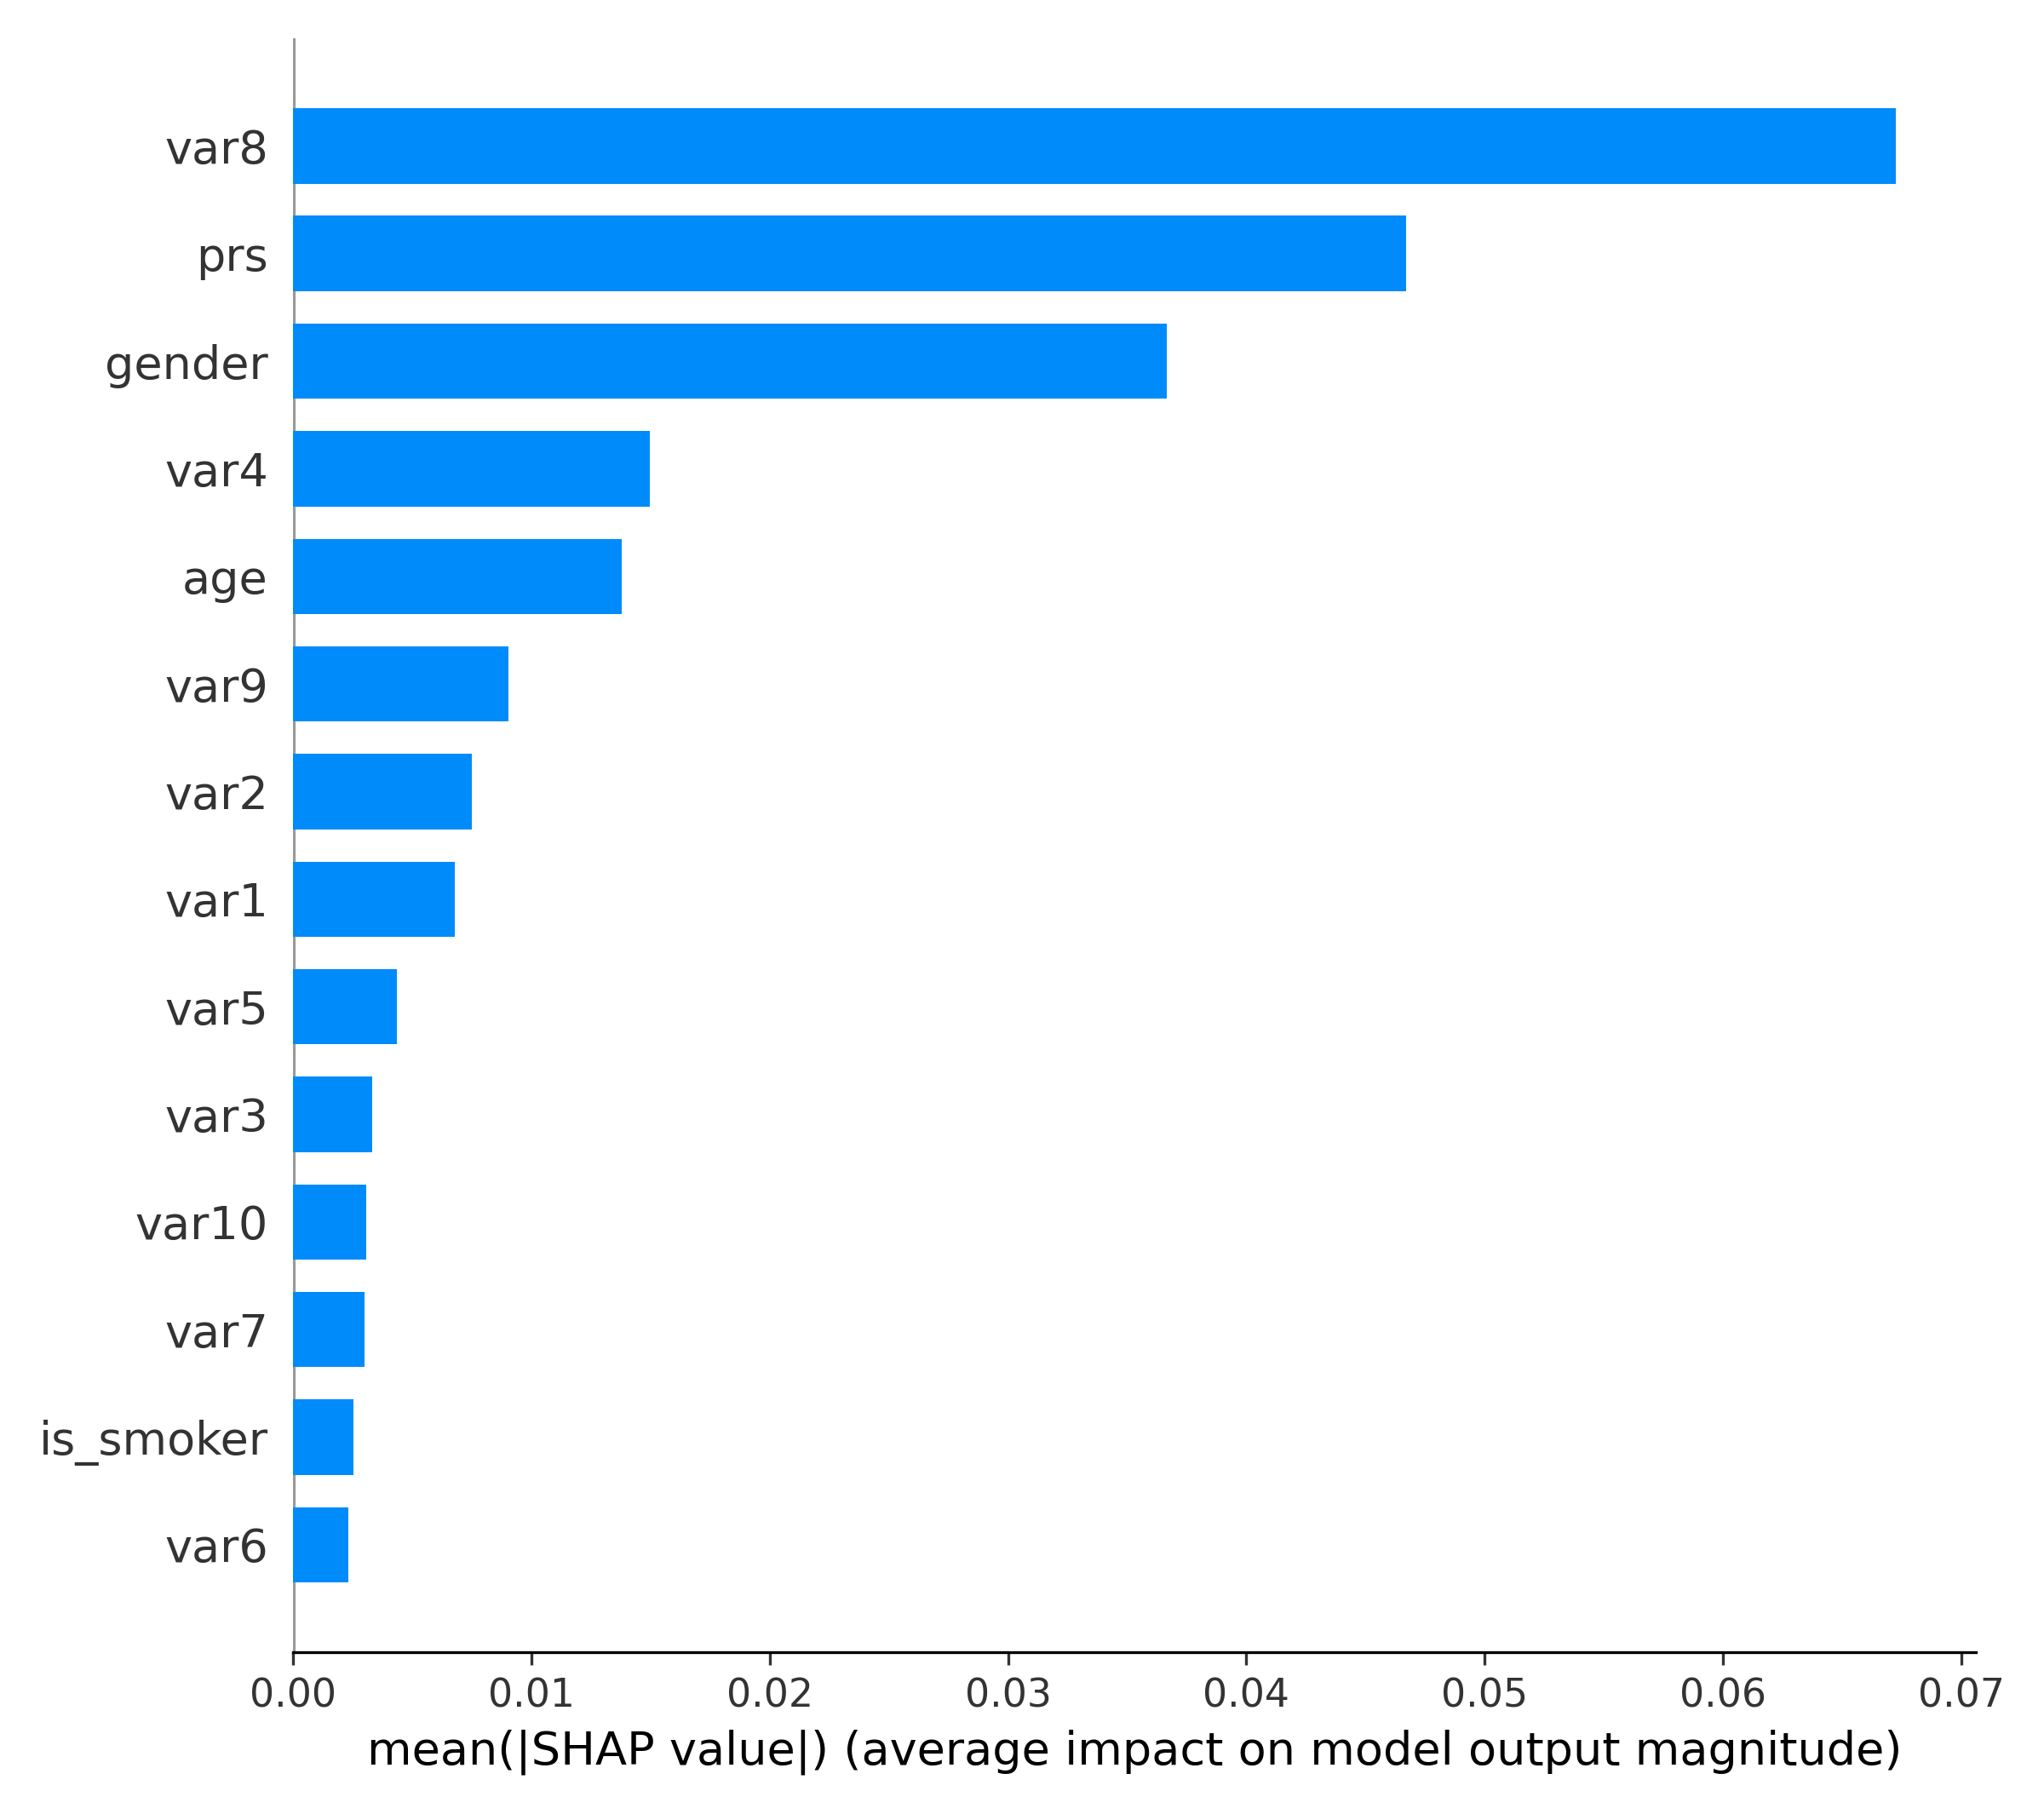 var8
prs
gender
var4
age
var9
var2
var1
var5
var3
var10
var7
is_smoker
var6
0.00 0.01 0.02 0.03 0.04 0.05 0.06 0.07
mean(|SHAP value|) (average impact on model output magnitude)